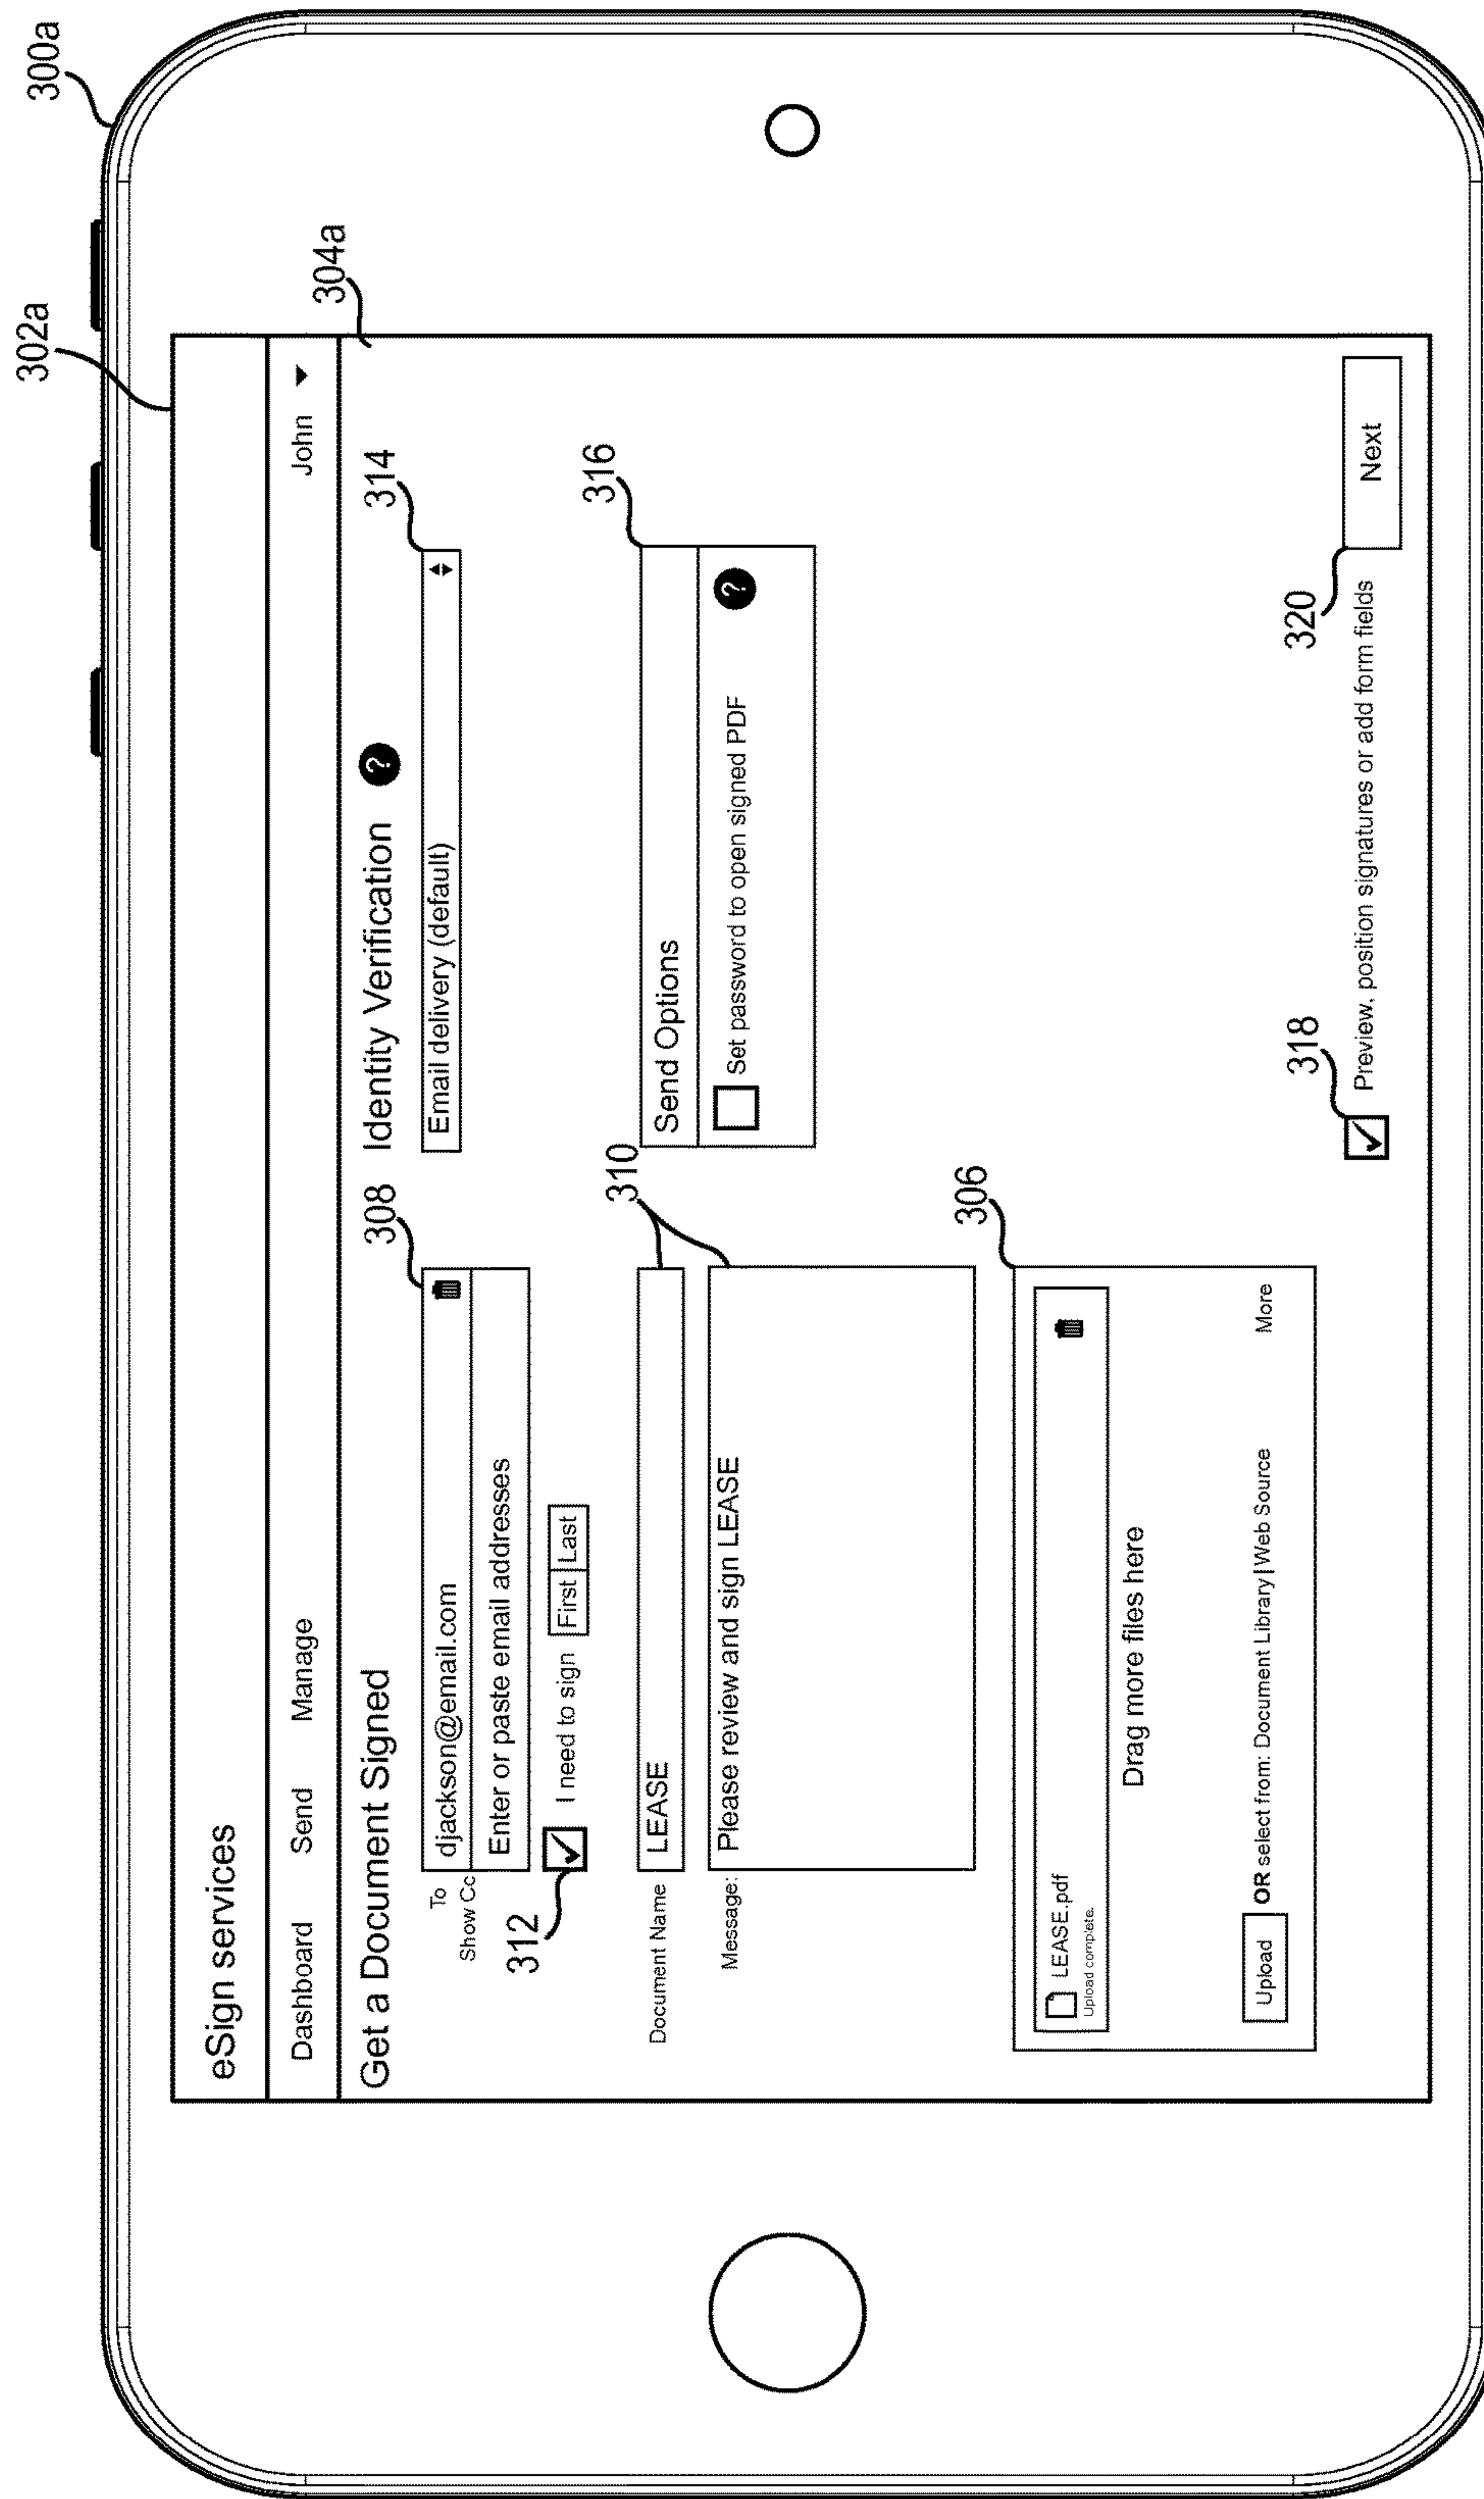 300a
302a
eSign services
Dashboard Send Manage John
304a
Get a Document Signed
308
Identity Verification ?
314
To djackson@email.com
Email delivery (default)
Show Cc Enter or paste email addresses
312
I need to sign First Last
310
316
Document Name LEASE
Send Options
Message: Please review and sign LEASE
Set password to open signed PDF ?
306
LEASE.pdf
Upload complete.
Drag more files here
Upload OR select from: Document Library|Web Source More
318
320
Preview, position signatures or add form fields
Next